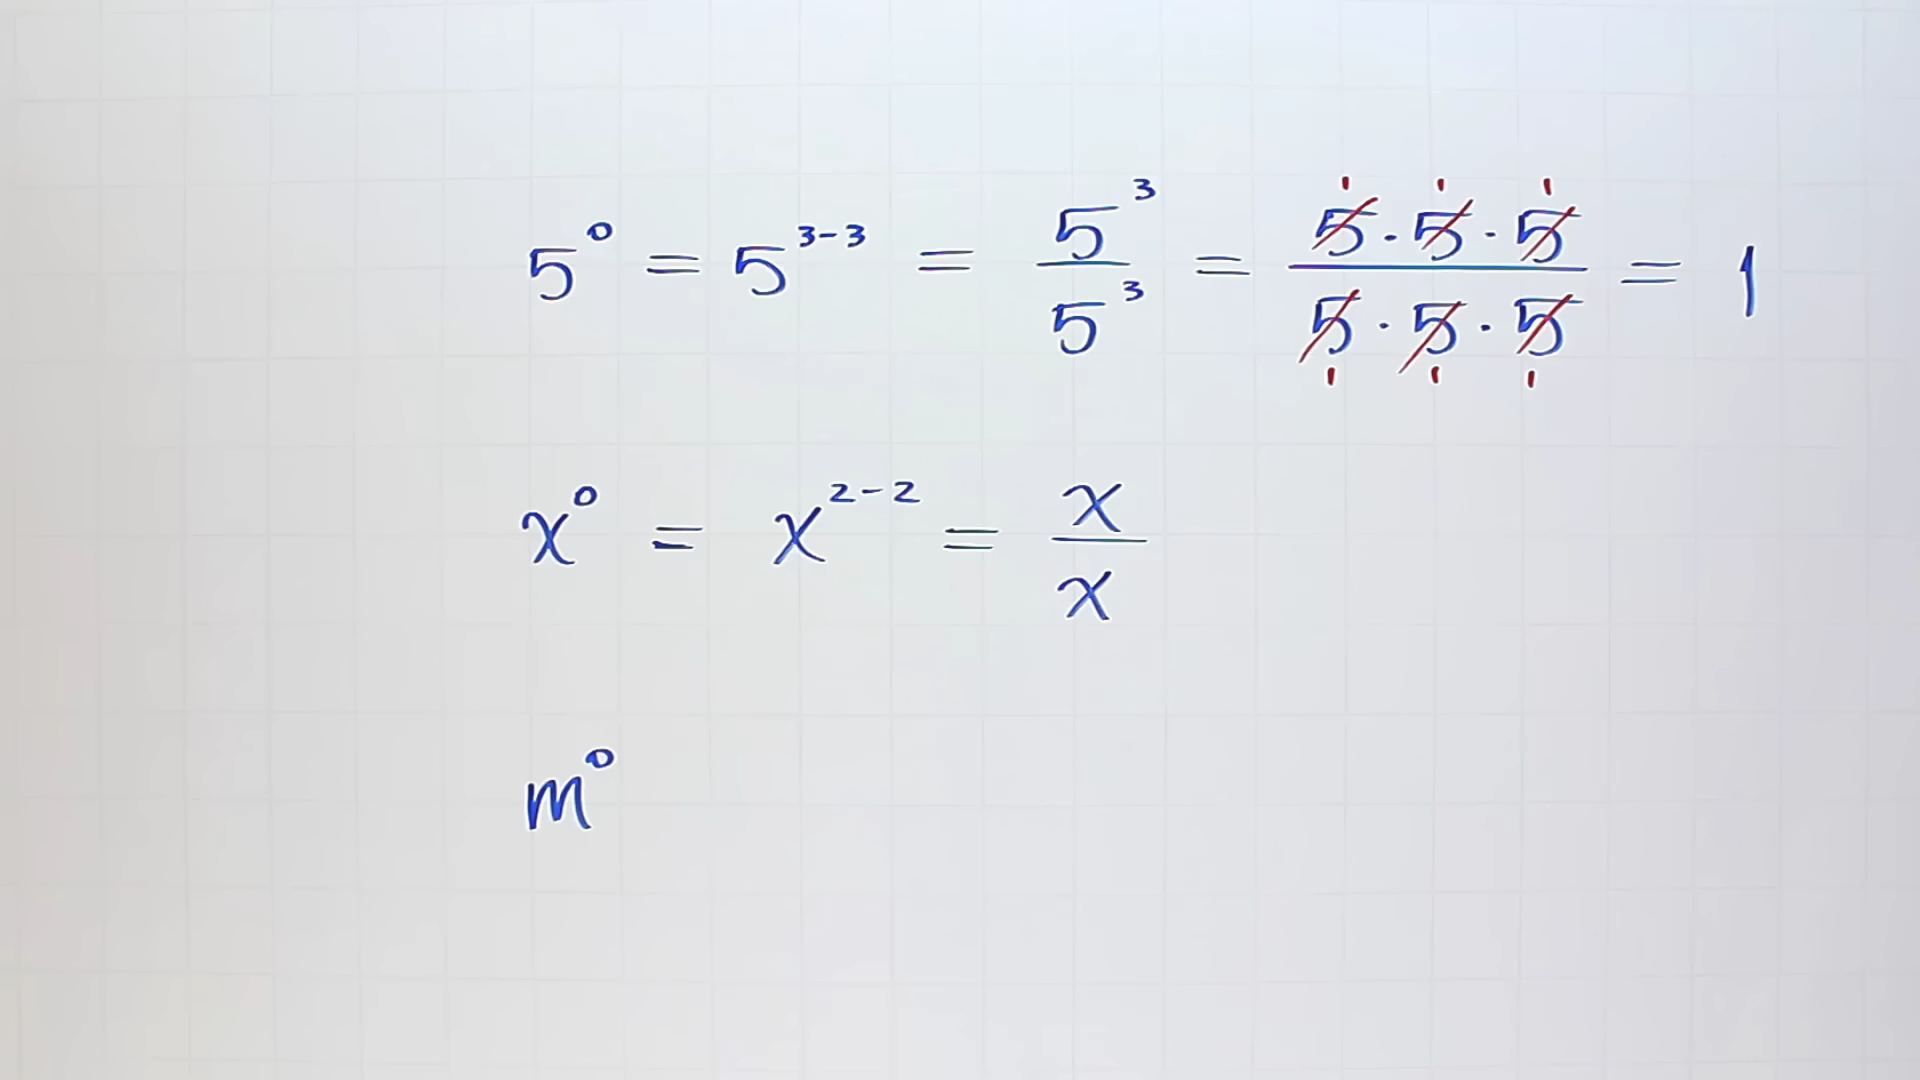 5⁰ = 5³⁻³ = 5³/5³ = 5·5·5/5·5·5 = 1
x⁰ = x²⁻² = x/x
m⁰